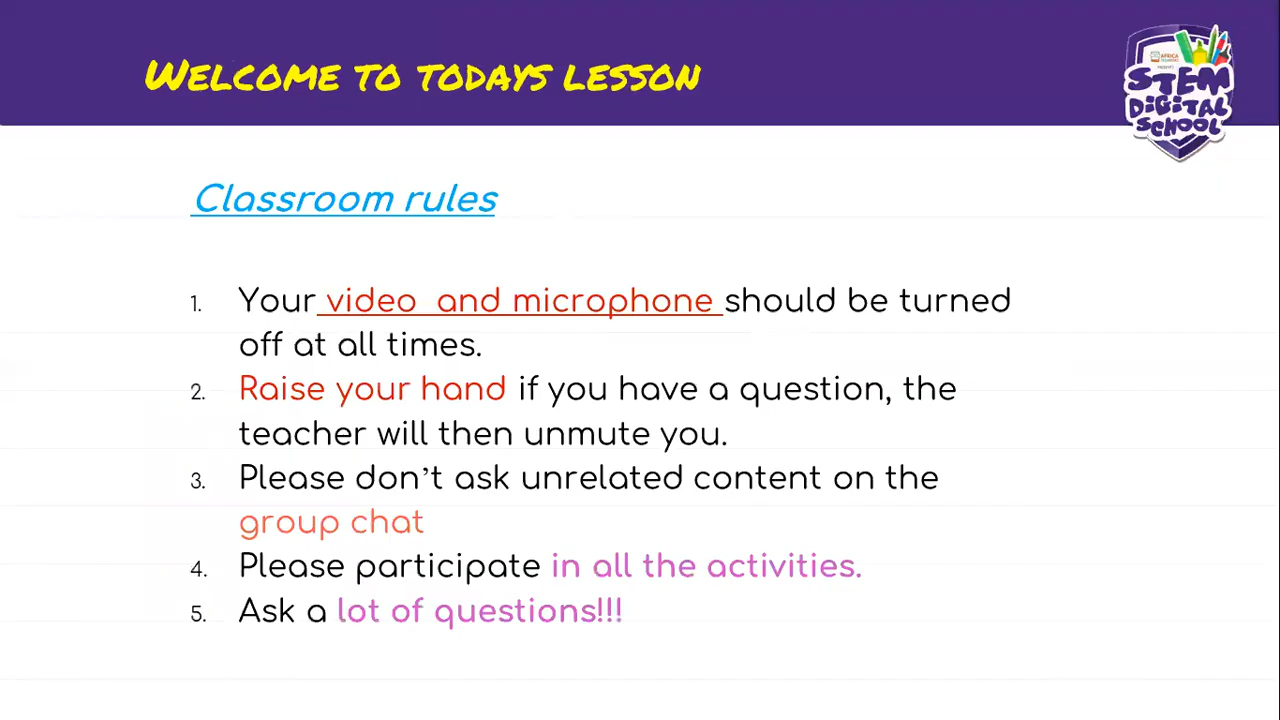 WELCOME TO TODAYS LESSON
AFRICA
STEM
DIGITAL
SCHOOL
Classroom rules
1. Your video and microphone should be turned
off at all times.
2. Raise your hand if you have a question, the
teacher will then unmute you.
3. Please don’t ask unrelated content on the
group chat
4. Please participate in all the activities.
5. Ask a lot of questions!!!